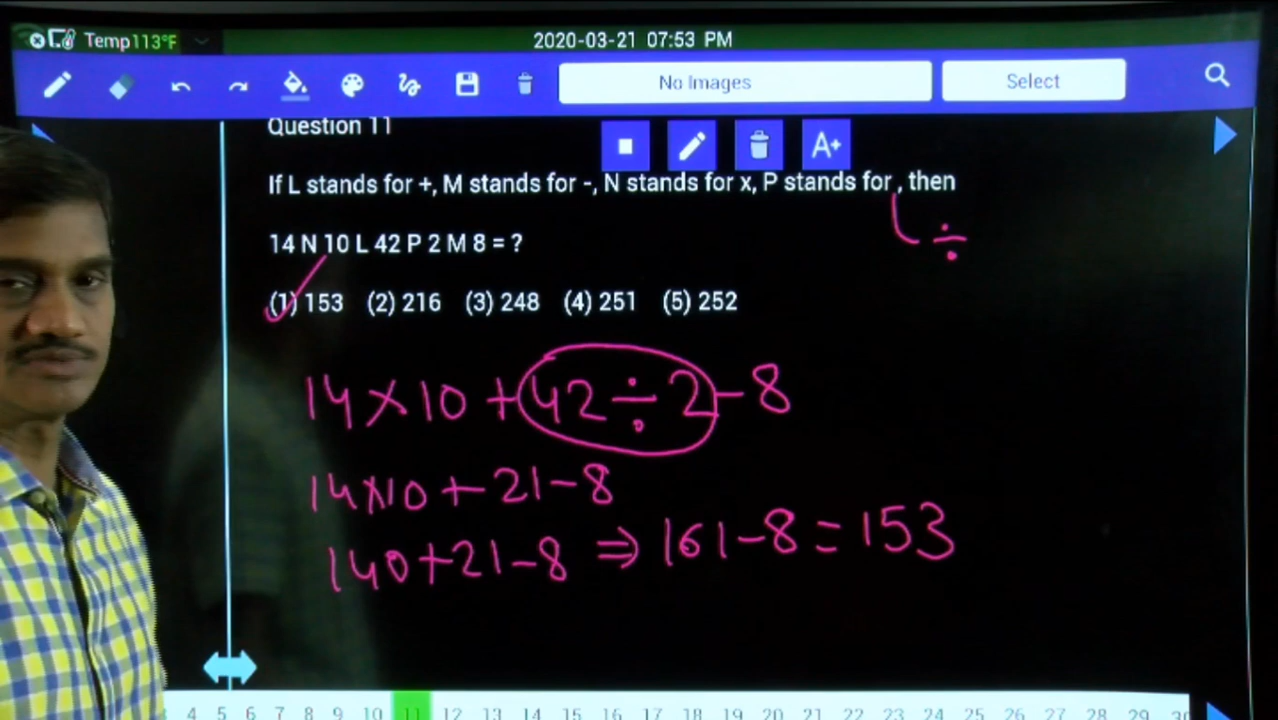 Temp113°F 2020-03-21 07:53 PM
No Images Select
Question 11
A+
If L stands for +, M stands for -, N stands for x, P stands for , then
÷
14 N 10 L 42 P 2 M 8 = ?
(1) 153 (2) 216 (3) 248 (4) 251 (5) 252
14×10+42÷2-8
14×10+21-8
140+21-8 ⇒ 161-8=153
4 5 6 7 8 9 10 11 12 13 14 15 16 17 18 19 20 21 22 23 24 25 26 27 28 29